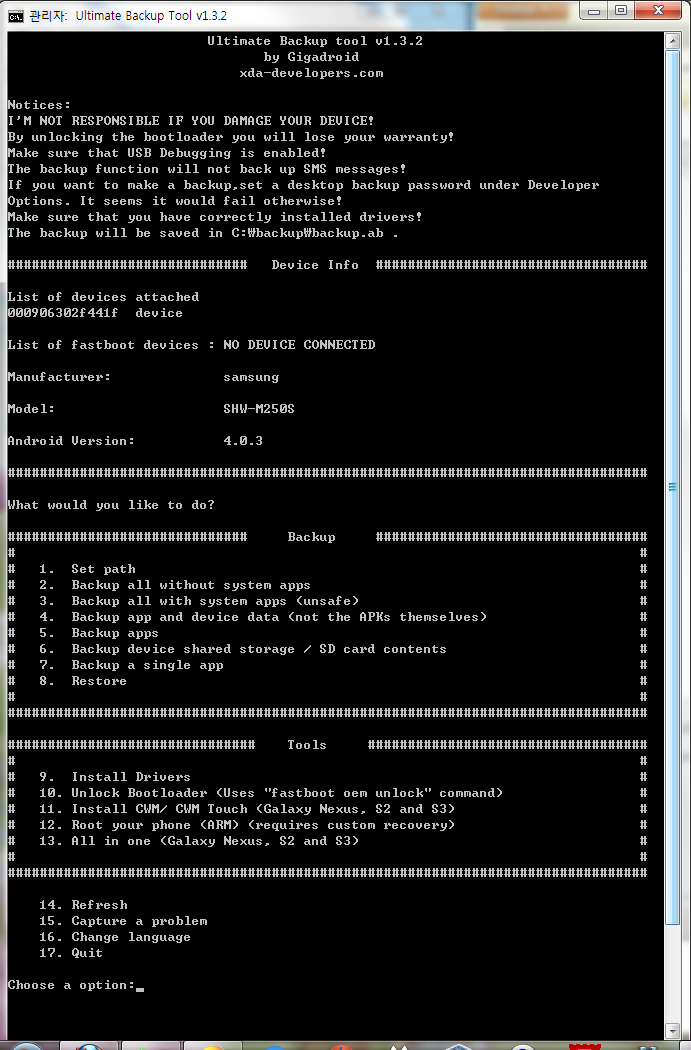 관리자: Ultimate Backup Tool v1.3.2
Ultimate Backup tool v1.3.2
by Gigadroid
xda-developers.com
Notices:
I'M NOT RESPONSIBLE IF YOU DAMAGE YOUR DEVICE!
By unlocking the bootloader you will lose your warranty!
Make sure that USB Debugging is enabled!
The backup function will not back up SMS messages!
If you want to make a backup,set a desktop backup password under Developer
Options. It seems it would fail otherwise!
Make sure that you have correctly installed drivers!
The backup will be saved in C:₩backup₩backup.ab .
############################## Device Info ##################################
List of devices attached
000906302f441f device
List of fastboot devices : NO DEVICE CONNECTED
Manufacturer: samsung
Model: SHW-M250S
Android Version: 4.0.3
################################################################################
What would you like to do?
############################## Backup ##################################
# #
# 1. Set path #
# 2. Backup all without system apps #
# 3. Backup all with system apps (unsafe) #
# 4. Backup app and device data (not the APKs themselves) #
# 5. Backup apps #
# 6. Backup device shared storage / SD card contents #
# 7. Backup a single app #
# 8. Restore #
# #
################################################################################
############################### Tools ###################################
# #
# 9. Install Drivers #
# 10. Unlock Bootloader (Uses "fastboot oem unlock" command) #
# 11. Install CWM/ CWM Touch (Galaxy Nexus, S2 and S3) #
# 12. Root your phone (ARM) (requires custom recovery) #
# 13. All in one (Galaxy Nexus, S2 and S3) #
# #
################################################################################
14. Refresh
15. Capture a problem
16. Change language
17. Quit
Choose a option:_